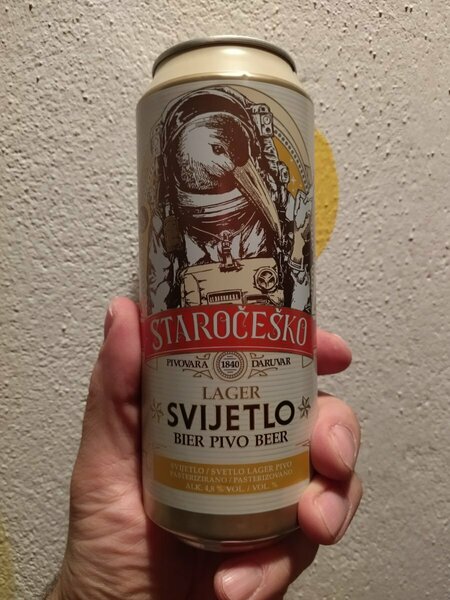 STAROČEŠKO
PIVOVARA 1840 DARUVAR
LAGER
SVIJETLO
BIER PIVO BEER
SVIJETLO / SVETLO LAGER PIVO
PASTERIZIRANO / PASTERIZOVANO
ALK. 4,8 % VOL. / VOL. %